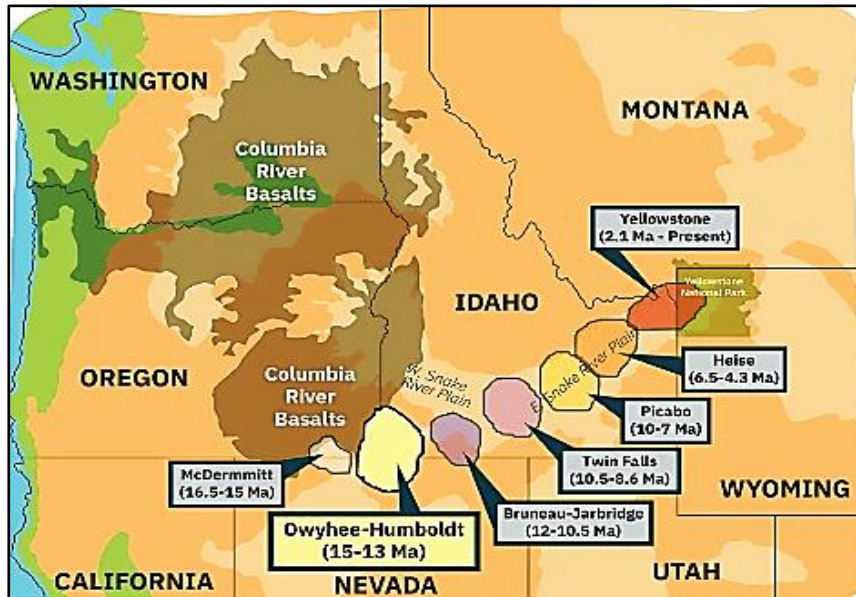 WASHINGTON
MONTANA
Columbia
River
Basalts
Yellowstone
(2.1 Ma - Present)
Yellowstone
National Park
IDAHO
W. Snake
River Plain
E. Snake River Plain
Heise
(6.5-4.3 Ma)
OREGON
Columbia
River
Basalts
Picabo
(10-7 Ma)
McDermmitt
(16.5-15 Ma)
Twin Falls
(10.5-8.6 Ma)
WYOMING
Owyhee-Humboldt
(15-13 Ma)
Bruneau-Jarbridge
(12-10.5 Ma)
CALIFORNIA
NEVADA
UTAH